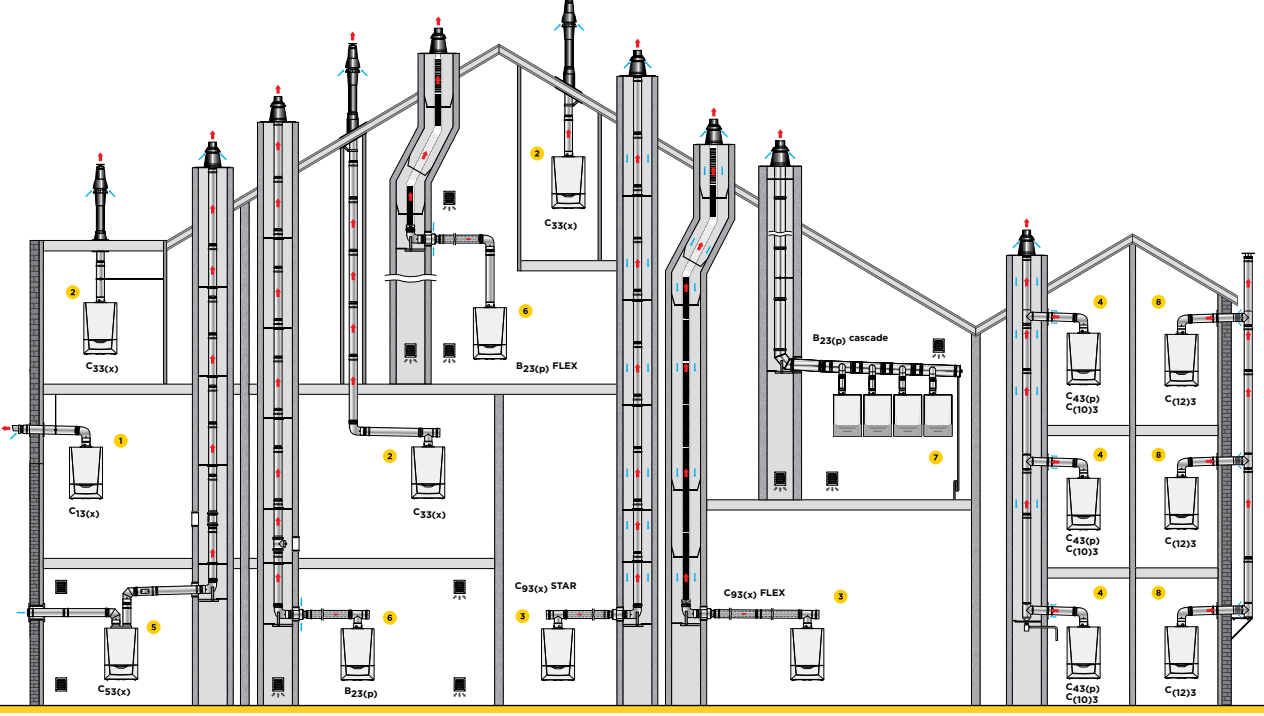 2
C33(x)
2
C33(x)
6
B23(p) FLEX
B23(p) cascade
7
4
C43(p)
C(10)3
8
C(12)3
1
C13(x)
2
C33(x)
4
C43(p)
C(10)3
8
C(12)3
5
C53(x)
6
B23(p)
C93(x) STAR
3
C93(x) FLEX
3
4
C43(p)
C(10)3
8
C(12)3